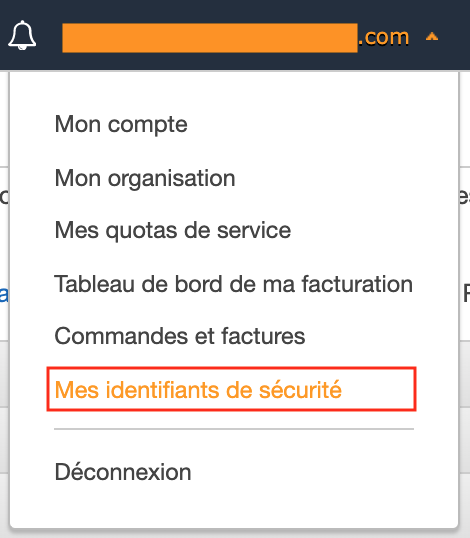 .com
Mon compte
Mon organisation
Mes quotas de service
Tableau de bord de ma facturation
Commandes et factures
Mes identifiants de sécurité
Déconnexion